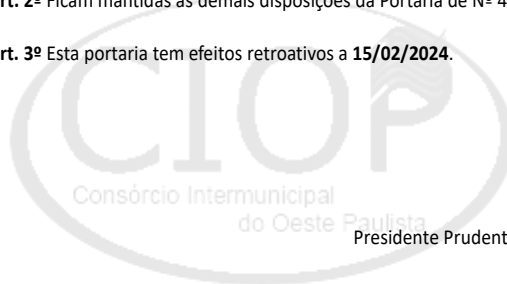 rt. 2º Ficam mantidas as demais disposições da Portaria de Nº 4
rt. 3º Esta portaria tem efeitos retroativos a 15/02/2024.
CIOP
Consórcio Intermunicipal
do Oeste Paulista
Presidente Prudent